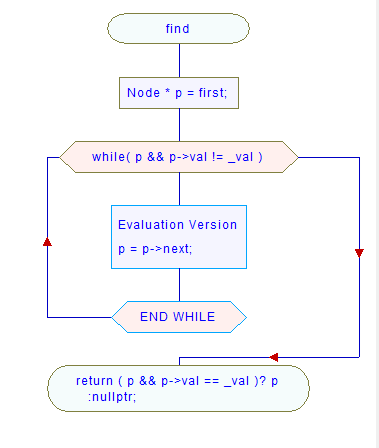 find
Node * p = first;
while( p && p->val != _val )
Evaluation Version
p = p->next;
END WHILE
return ( p && p->val == _val )? p
:nullptr;